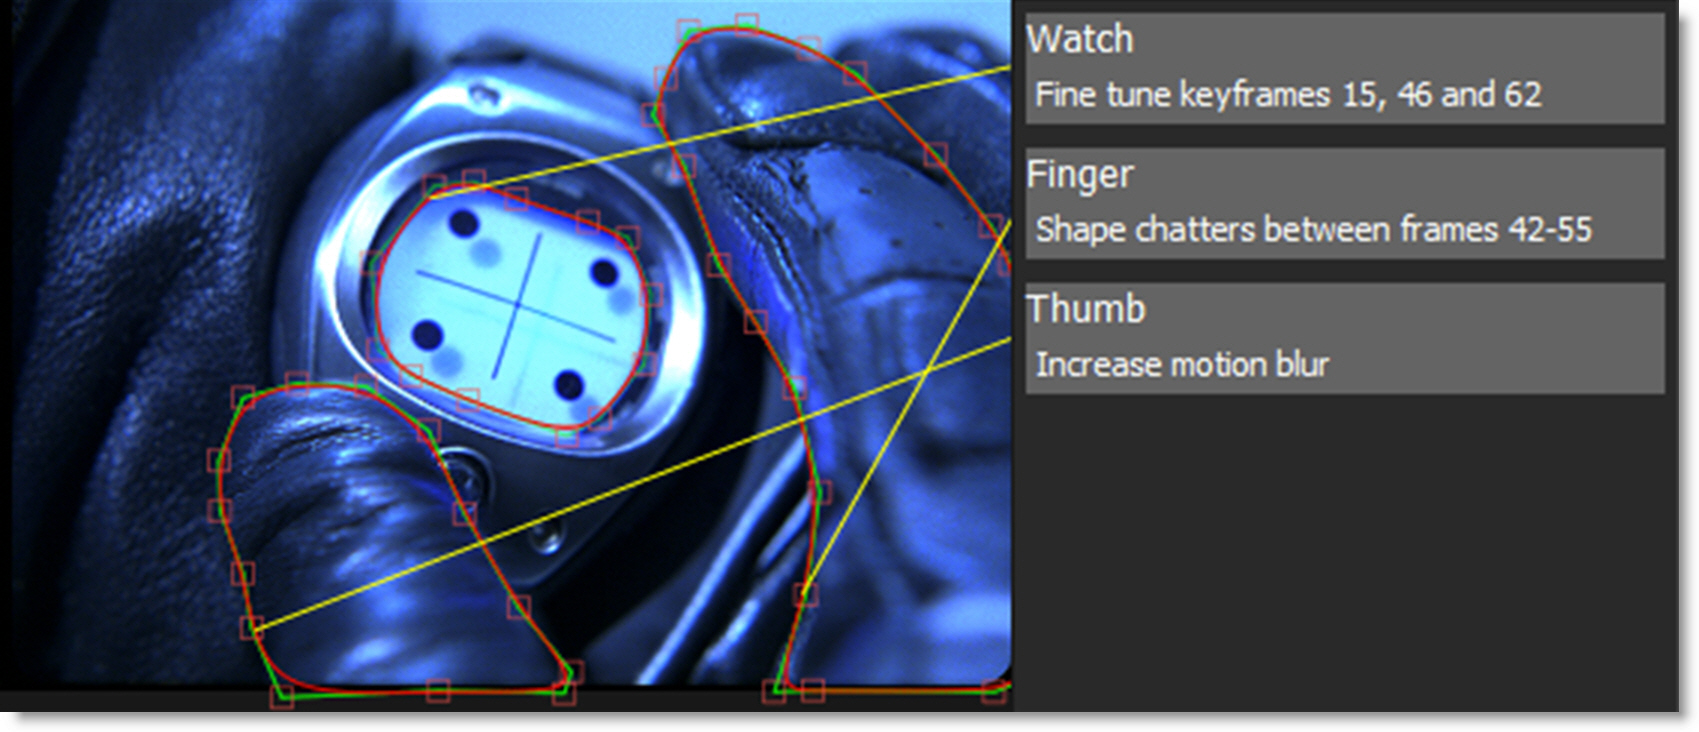 Watch
Fine tune keyframes 15, 46 and 62
Finger
Shape chatters between frames 42-55
Thumb
Increase motion blur